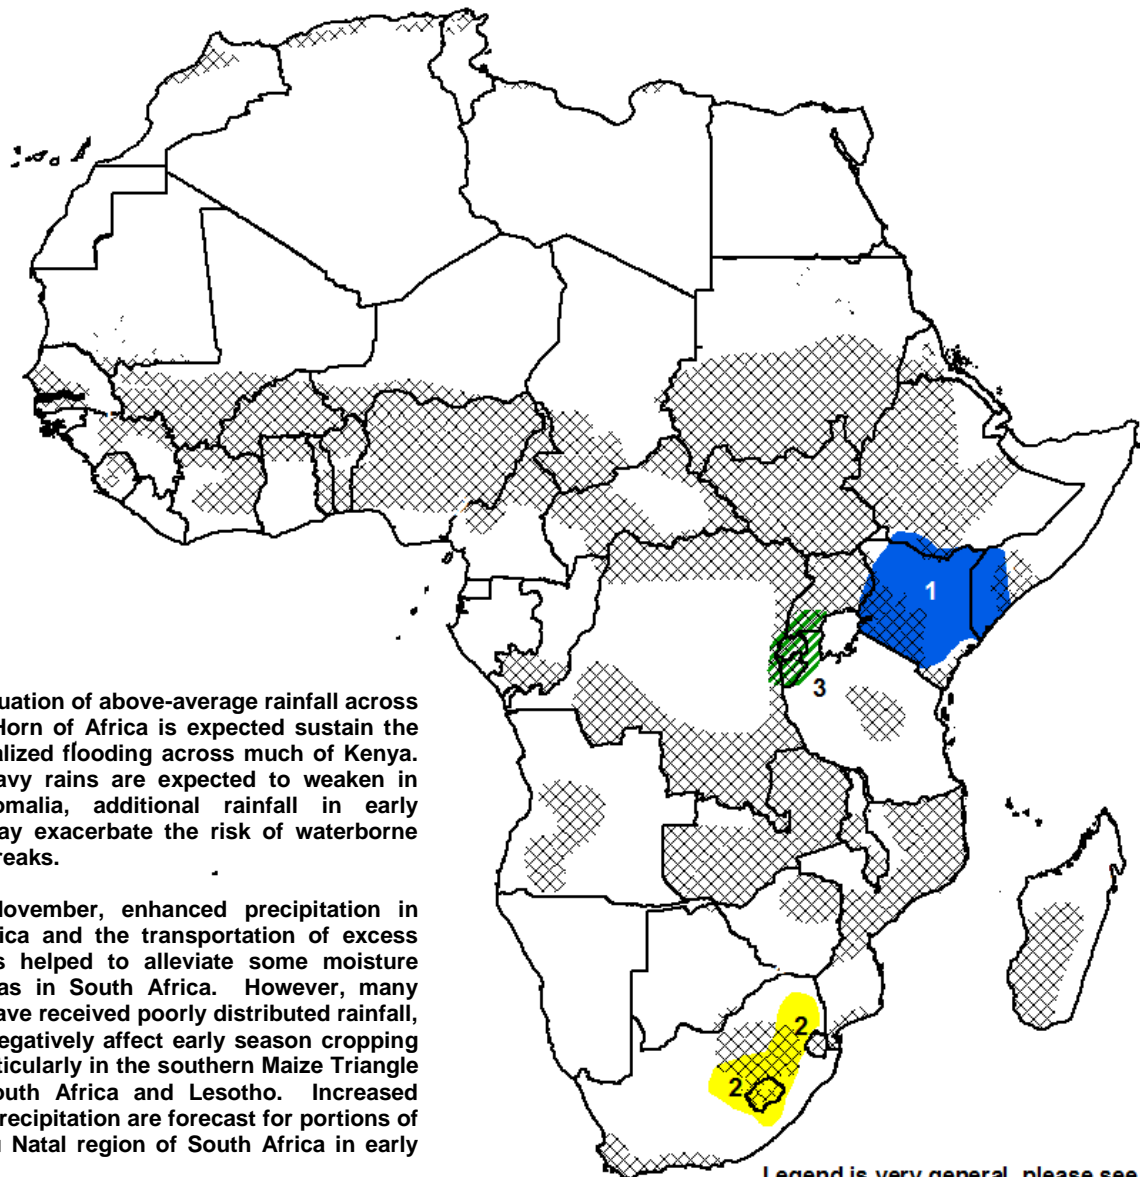 1
3
uation of above-average rainfall across
Horn of Africa is expected sustain the
alized flooding across much of Kenya.
avy rains are expected to weaken in
omalia, additional rainfall in early
ay exacerbate the risk of waterborne
reaks.
November, enhanced precipitation in
ica and the transportation of excess
s helped to alleviate some moisture
as in South Africa. However, many
ave received poorly distributed rainfall,
egatively affect early season cropping
ticularly in the southern Maize Triangle
outh Africa and Lesotho. Increased
recipitation are forecast for portions of
u Natal region of South Africa in early
2
2
Legend is very general, please see